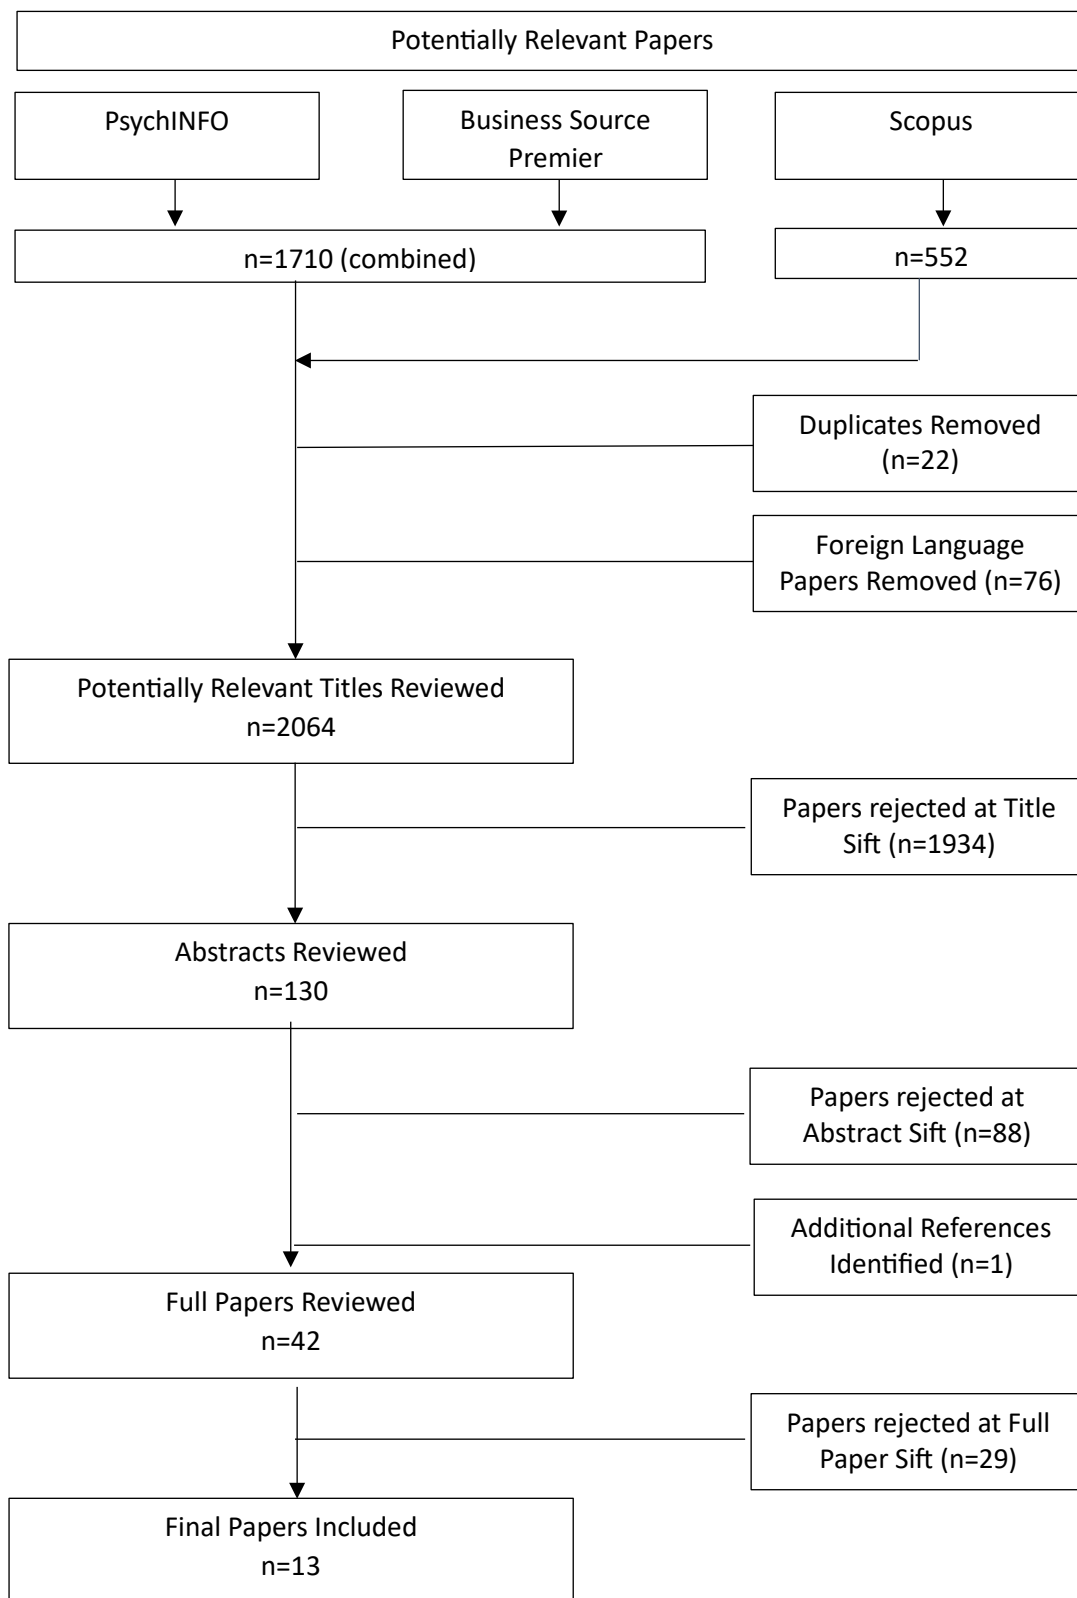 Potentially Relevant Papers
PsychINFO
Business Source
Premier
Scopus
n=1710 (combined)
n=552
Duplicates Removed
(n=22)
Foreign Language
Papers Removed (n=76)
Potentially Relevant Titles Reviewed
n=2064
Papers rejected at Title
Sift (n=1934)
Abstracts Reviewed
n=130
Papers rejected at
Abstract Sift (n=88)
Additional References
Identified (n=1)
Full Papers Reviewed
n=42
Papers rejected at Full
Paper Sift (n=29)
Final Papers Included
n=13